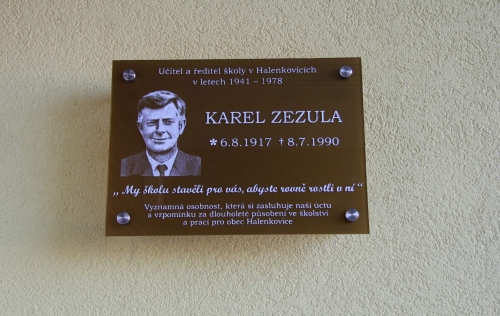 Učitel a ředitel školy v Halenkovicích
v letech 1941 – 1978
KAREL ZEZULA
* 6.8.1917 † 8.7.1990
„ My školu stavěli pro vás, abyste rovně rostli v ní “
Významná osobnost, která si zasluhuje naši úctu
a vzpomínku za dlouholeté působení ve školství
a práci pro obec Halenkovice